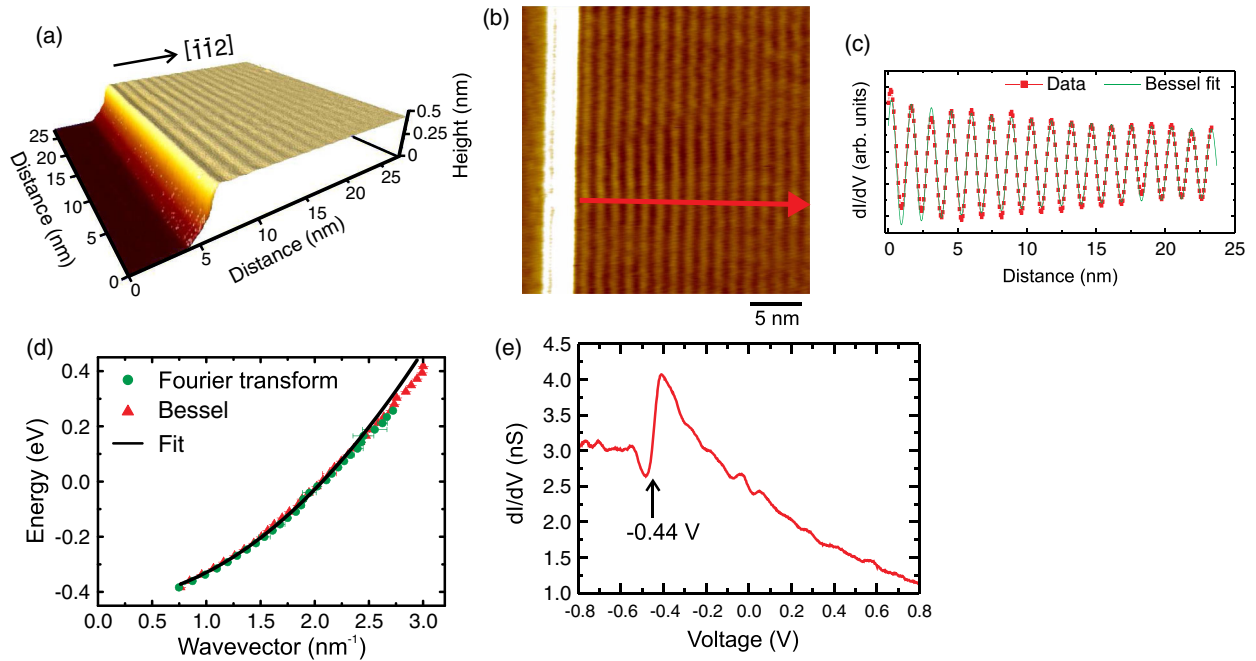 (a)
[1̄1̄2]
25
20
15
10
5
0
Distance (nm)
0
5
10
15
20
25
Distance (nm)
0.5
0.25
0
Height (nm)
(b)
5 nm
(c)
Data
Bessel fit
dI/dV (arb. units)
0 5 10 15 20 25
Distance (nm)
(d)
Fourier transform
Bessel
Fit
Energy (eV)
0.4
0.2
0.0
-0.2
-0.4
0.0 0.5 1.0 1.5 2.0 2.5 3.0
Wavevector (nm⁻¹)
(e)
dI/dV (nS)
4.5
4.0
3.5
3.0
2.5
2.0
1.5
1.0
-0.44 V
-0.8 -0.6 -0.4 -0.2 0.0 0.2 0.4 0.6 0.8
Voltage (V)